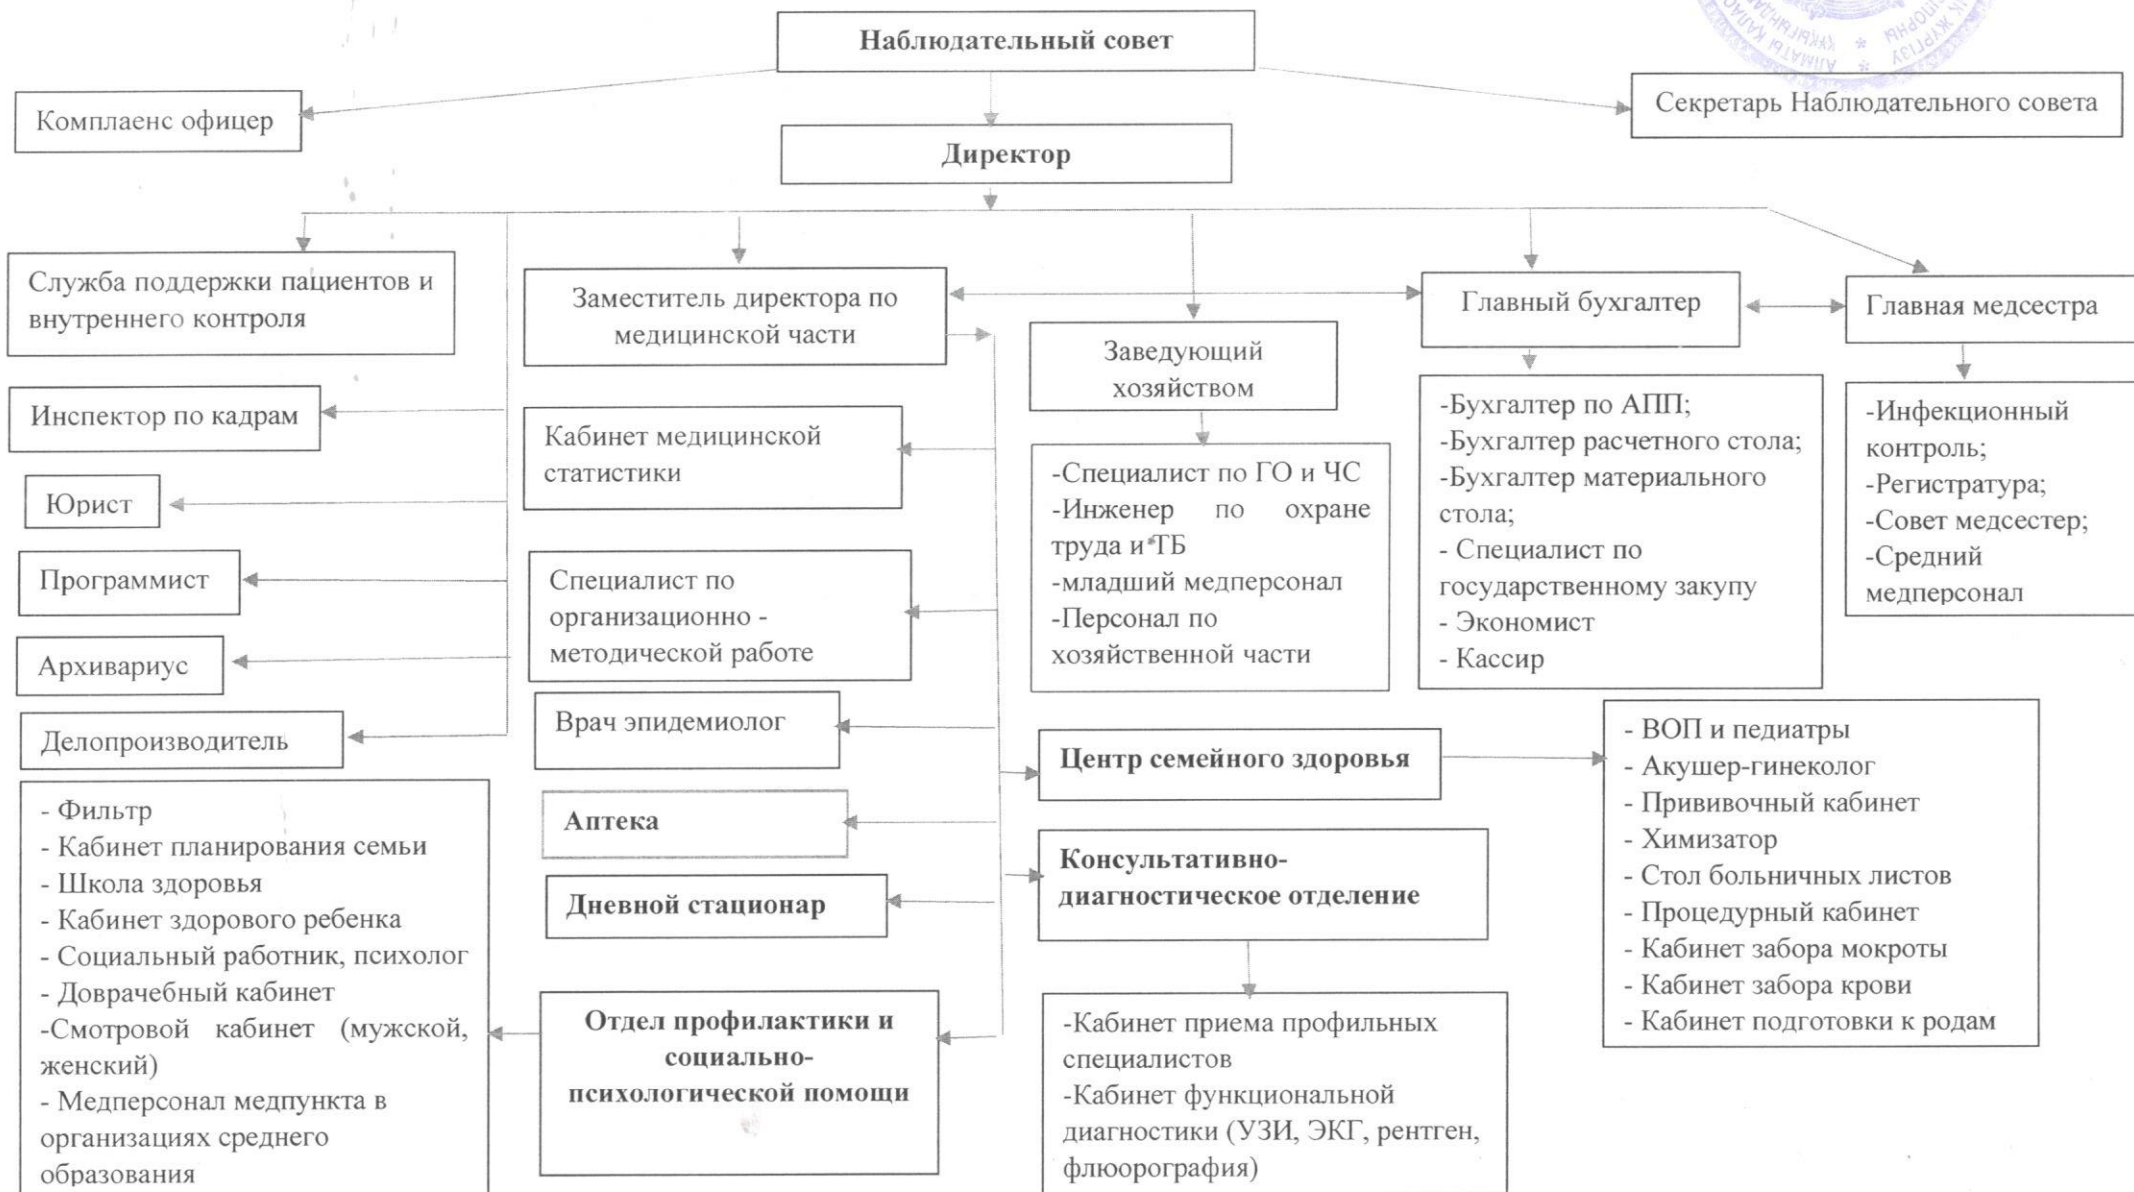 Наблюдательный совет
Комплаенс офицер
Секретарь Наблюдательного совета
Директор
Служба поддержки пациентов и
внутреннего контроля
Заместитель директора по
медицинской части
Заведующий
хозяйством
Главный бухгалтер
Главная медсестра
Инспектор по кадрам
Юрист
Программист
Архивариус
Делопроизводитель
Кабинет медицинской
статистики
Специалист по
организационно -
методической работе
Врач эпидемиолог
Аптека
Дневной стационар
Отдел профилактики и
социально-
психологической помощи
- Фильтр
- Кабинет планирования семьи
- Школа здоровья
- Кабинет здорового ребенка
- Социальный работник, психолог
- Доврачебный кабинет
-Смотровой кабинет (мужской,
женский)
- Медперсонал медпункта в
организациях среднего
образования
-Специалист по ГО и ЧС
-Инженер по охране
труда и ТБ
-младший медперсонал
-Персонал по
хозяйственной части
-Бухгалтер по АПП;
-Бухгалтер расчетного стола;
-Бухгалтер материального
стола;
- Специалист по
государственному закупу
- Экономист
- Кассир
-Инфекционный
контроль;
-Регистратура;
-Совет медсестер;
-Средний
медперсонал
Центр семейного здоровья
- ВОП и педиатры
- Акушер-гинеколог
- Прививочный кабинет
- Химизатор
- Стол больничных листов
- Процедурный кабинет
- Кабинет забора мокроты
- Кабинет забора крови
- Кабинет подготовки к родам
Консультативно-
диагностическое отделение
-Кабинет приема профильных
специалистов
-Кабинет функциональной
диагностики (УЗИ, ЭКГ, рентген,
флюорография)